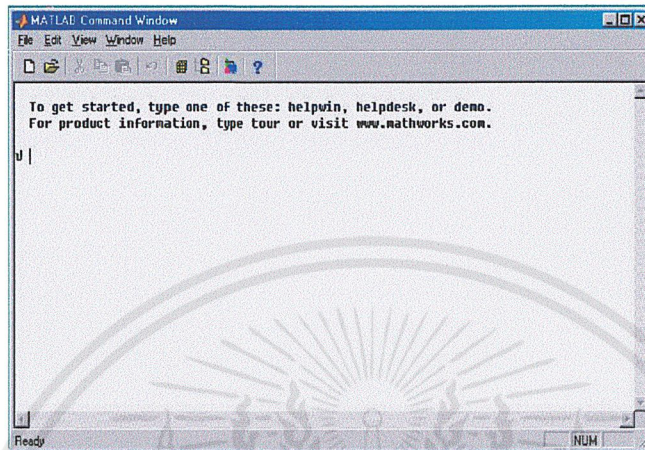 MATLAB Command Window
File Edit View Window Help
To get started, type one of these: helpwin, helpdesk, or demo.
For product information, type tour or visit www.mathworks.com.
ป
Ready NUM